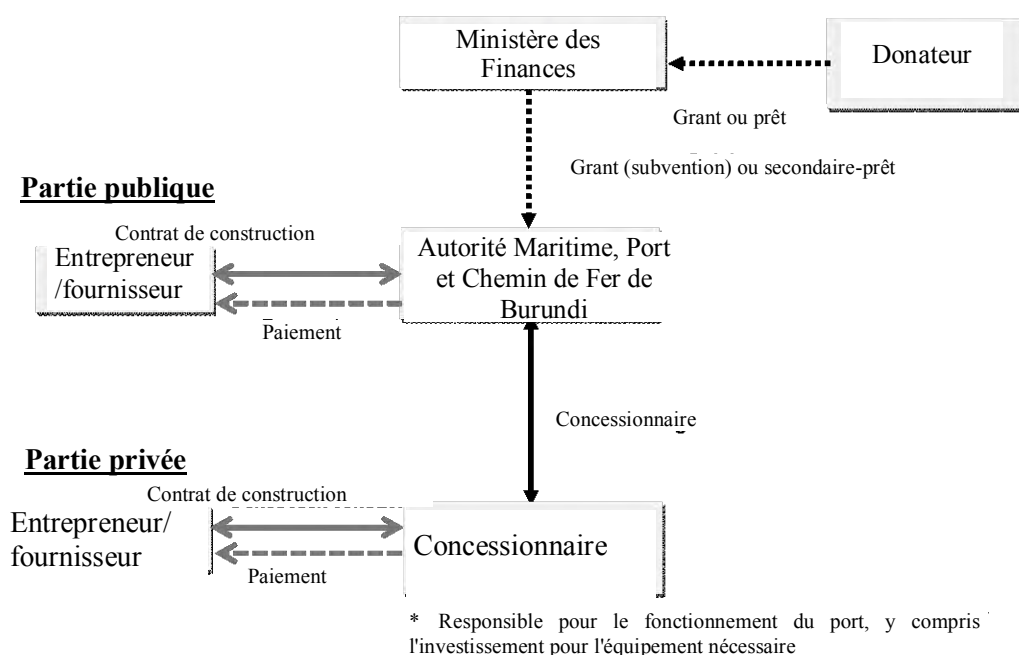 Ministère des
Finances
Donateur
Grant ou prêt
Grant (subvention) ou secondaire-prêt
Partie publique
Contrat de construction
Entrepreneur
/fournisseur
Autorité Maritime, Port
et Chemin de Fer de
Burundi
Paiement
Concessionnaire
Partie privée
Contrat de construction
Entrepreneur/
fournisseur
Concessionnaire
Paiement
* Responsible pour le fonctionnement du port, y compris
l'investissement pour l'équipement nécessaire